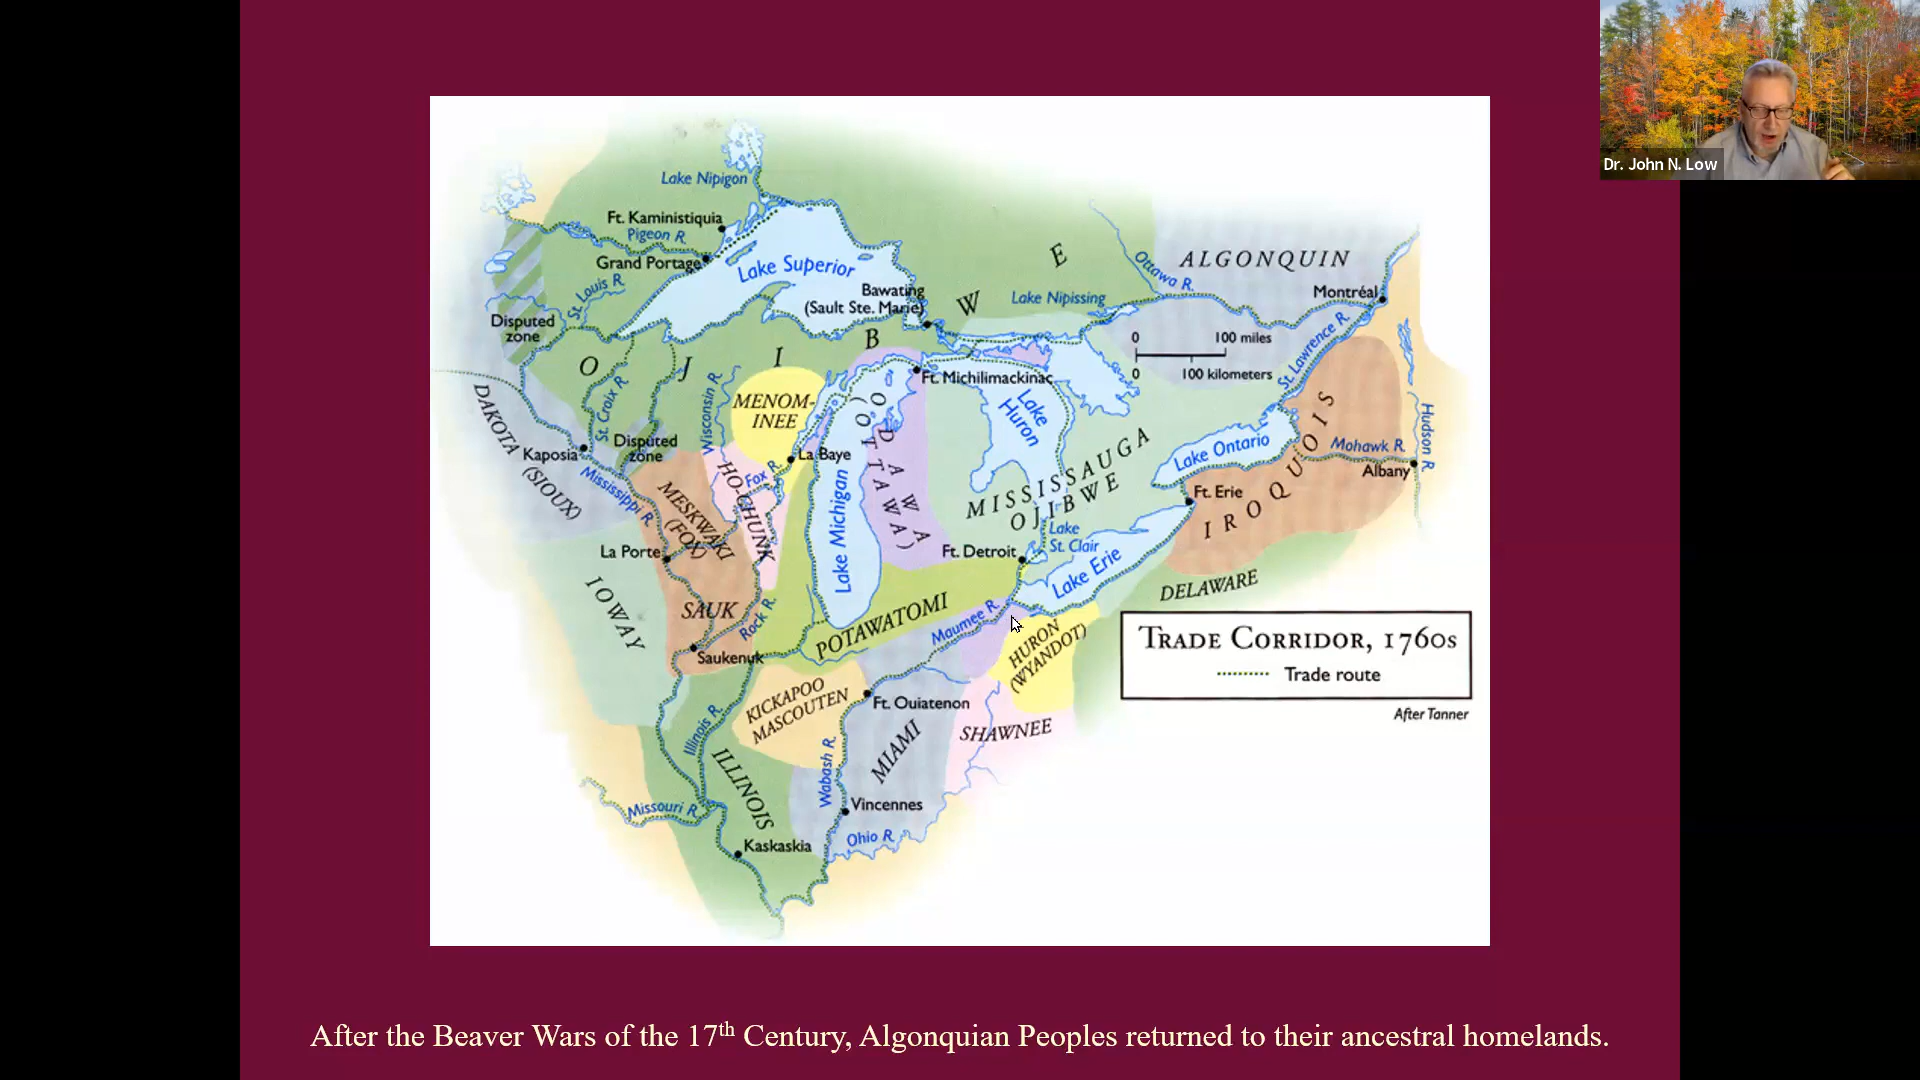 Dr. John N. Low
Lake Nipigon
Ft. Kaministiquia
Pigeon R.
Grand Portage
Lake Superior
St. Louis R.
Bawating
(Sault Ste. Marie)
Lake Nipissing
Ottawa R.
ALGONQUIN
Montréal
Disputed
zone
OJIBWE
0 100 miles
0 100 kilometers
St. Lawrence R.
Ft. Michilimackinac
DAKOTA
(SIOUX)
St. Croix R.
Wisconsin R.
MENOM-
INEE
ODAWA
(OTTAWA)
Lake
Huron
Kaposia
Disputed
zone
La Baye
Fox R.
HO-CHUNK
Mississippi R.
MESKWAKI
(FOX)
Lake Michigan
MISSISSAUGA
OJIBWE
Lake Ontario
IROQUOIS
Mohawk R.
Hudson R.
Albany
Ft. Erie
La Porte
Ft. Detroit
Lake
St. Clair
Lake Erie
DELAWARE
IOWAY
SAUK
Rock R.
POTAWATOMI
Maumee R.
HURON
(WYANDOT)
Saukenuk
TRADE CORRIDOR, 1760s
Trade route
After Tanner
KICKAPOO
MASCOUTEN
Ft. Ouiatenon
Illinois R.
ILLINOIS
Wabash R.
MIAMI
SHAWNEE
Missouri R.
Vincennes
Ohio R.
Kaskaskia
After the Beaver Wars of the 17th Century, Algonquian Peoples returned to their ancestral homelands.